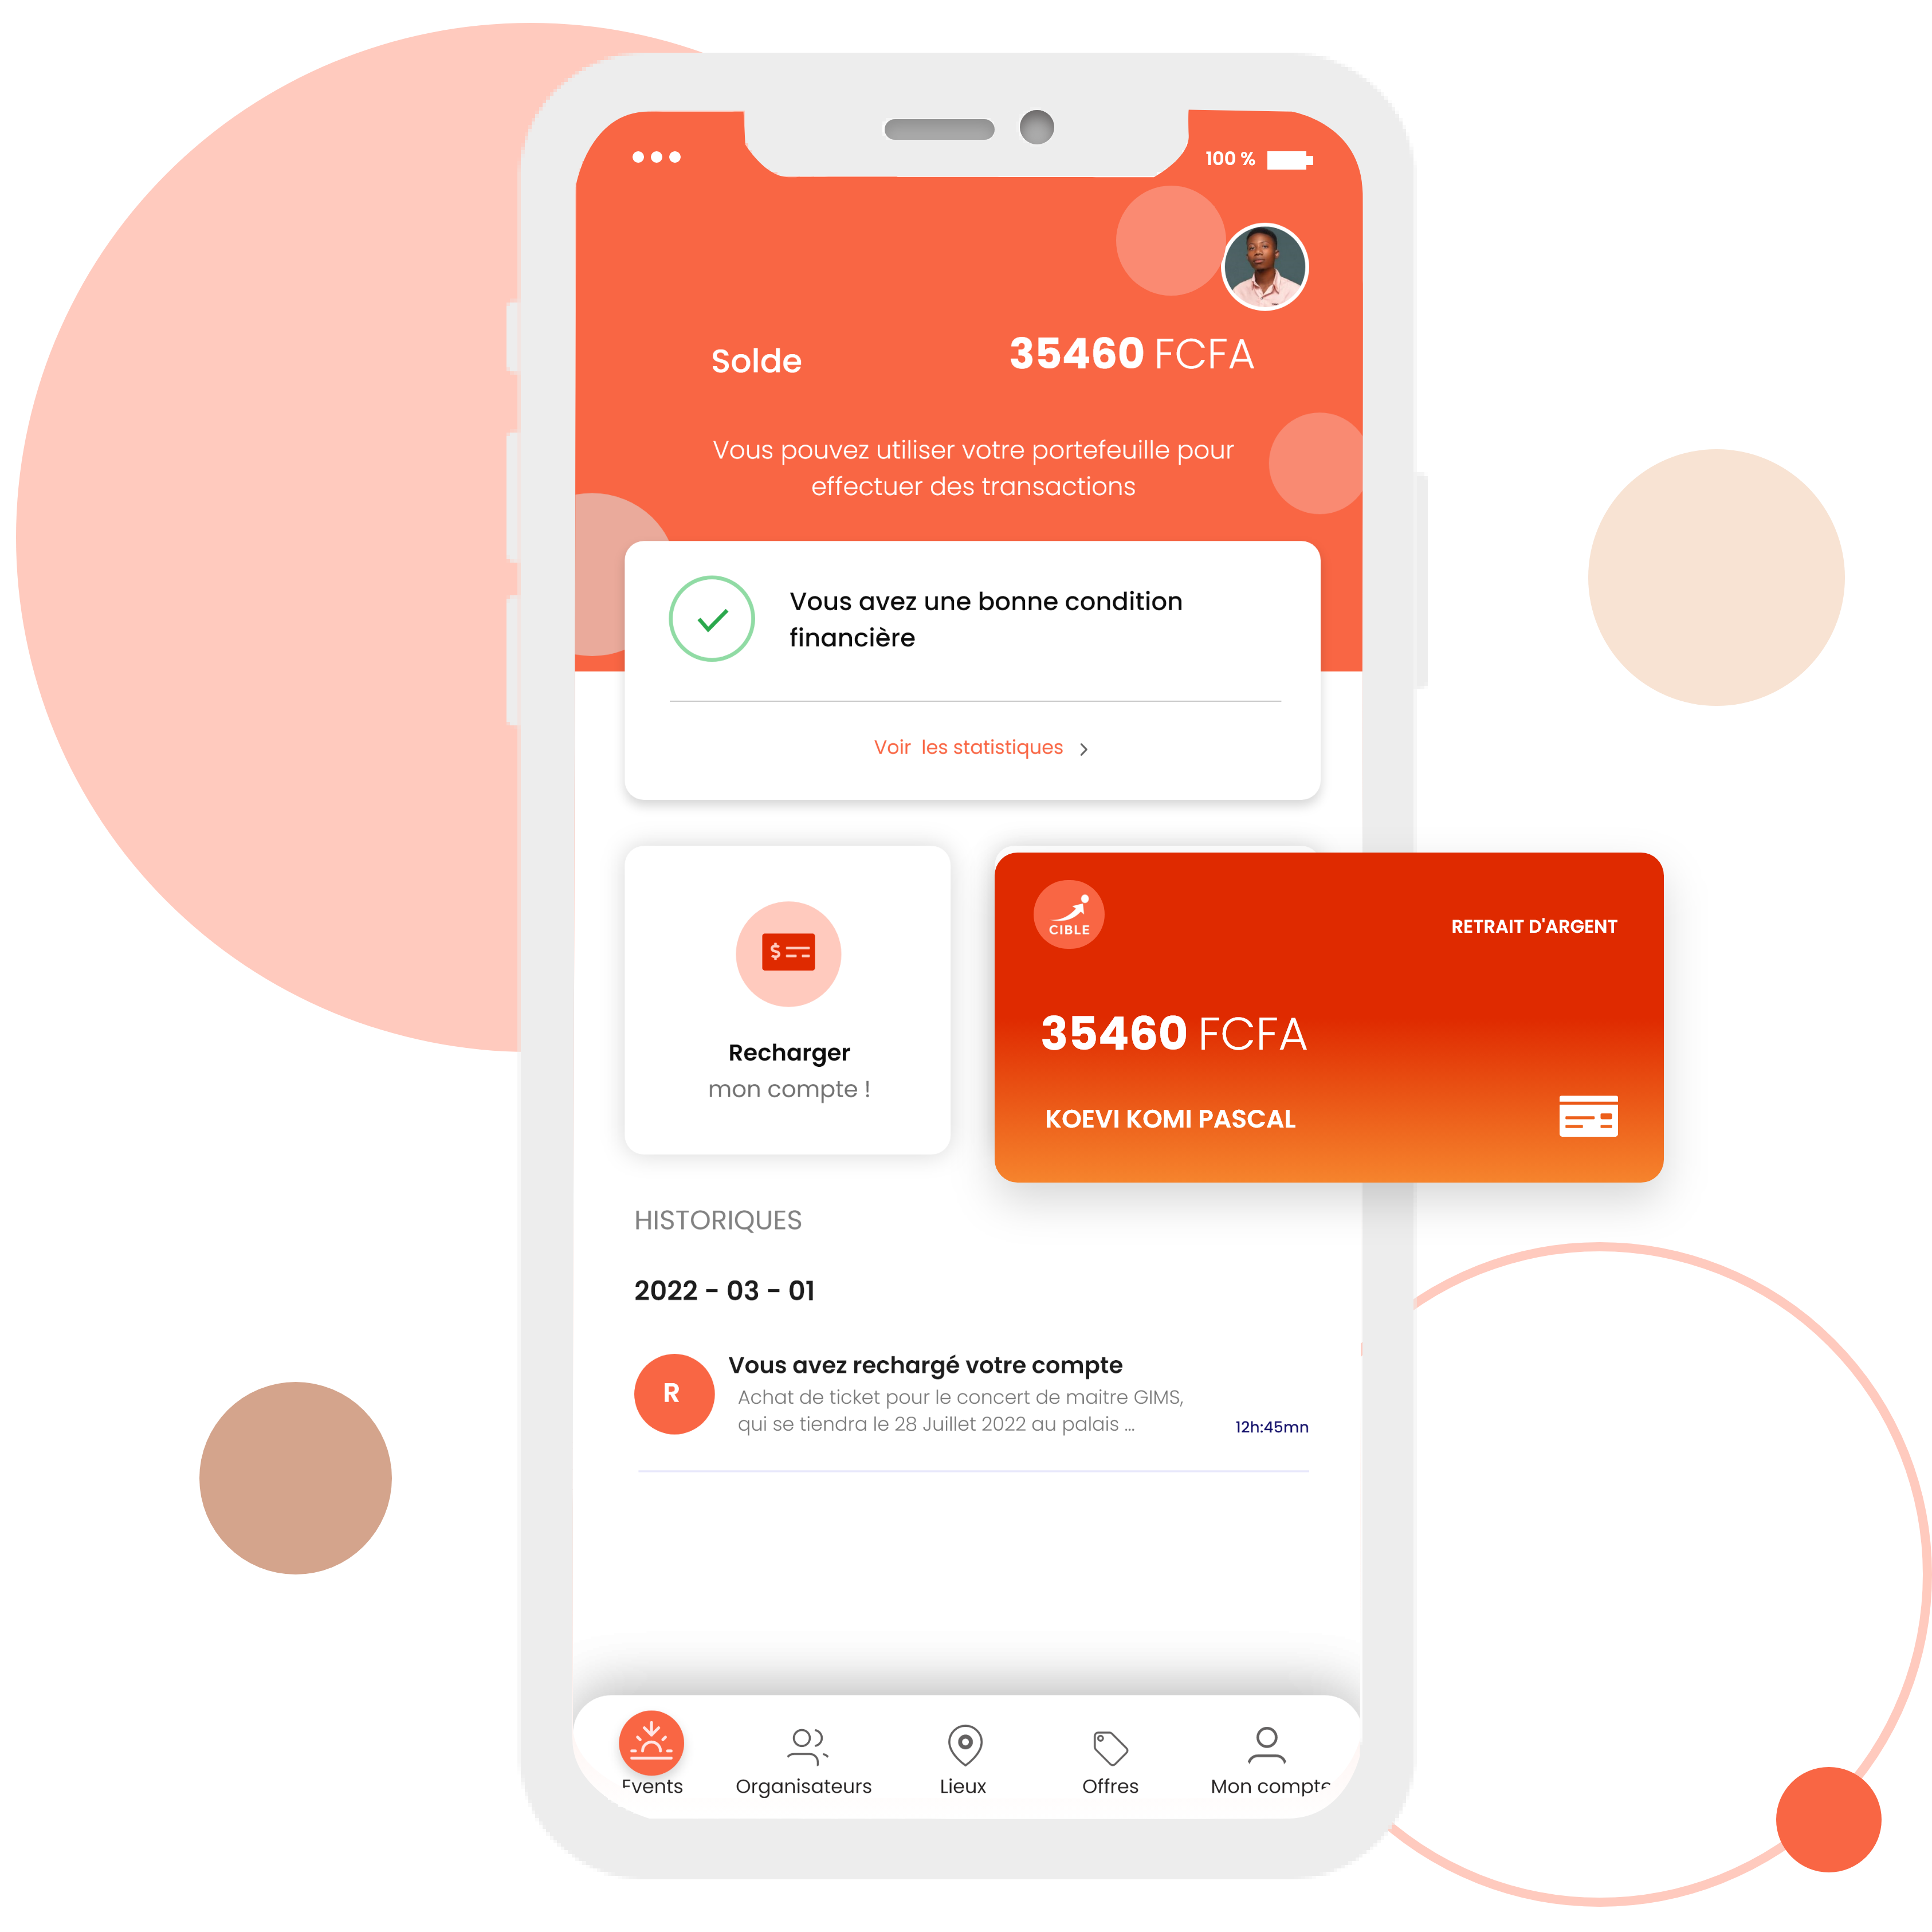 100 %
Solde
35460 FCFA
Vous pouvez utiliser votre portefeuille pour
effectuer des transactions
Vous avez une bonne condition
financière
Voir les statistiques
$
Recharger
mon compte !
CIBLE
RETRAIT D'ARGENT
35460 FCFA
KOEVI KOMI PASCAL
HISTORIQUES
2022 - 03 - 01
R
Vous avez rechargé votre compte
Achat de ticket pour le concert de maitre GIMS,
qui se tiendra le 28 Juillet 2022 au palais ...
12h:45mn
Events
Organisateurs
Lieux
Offres
Mon compte